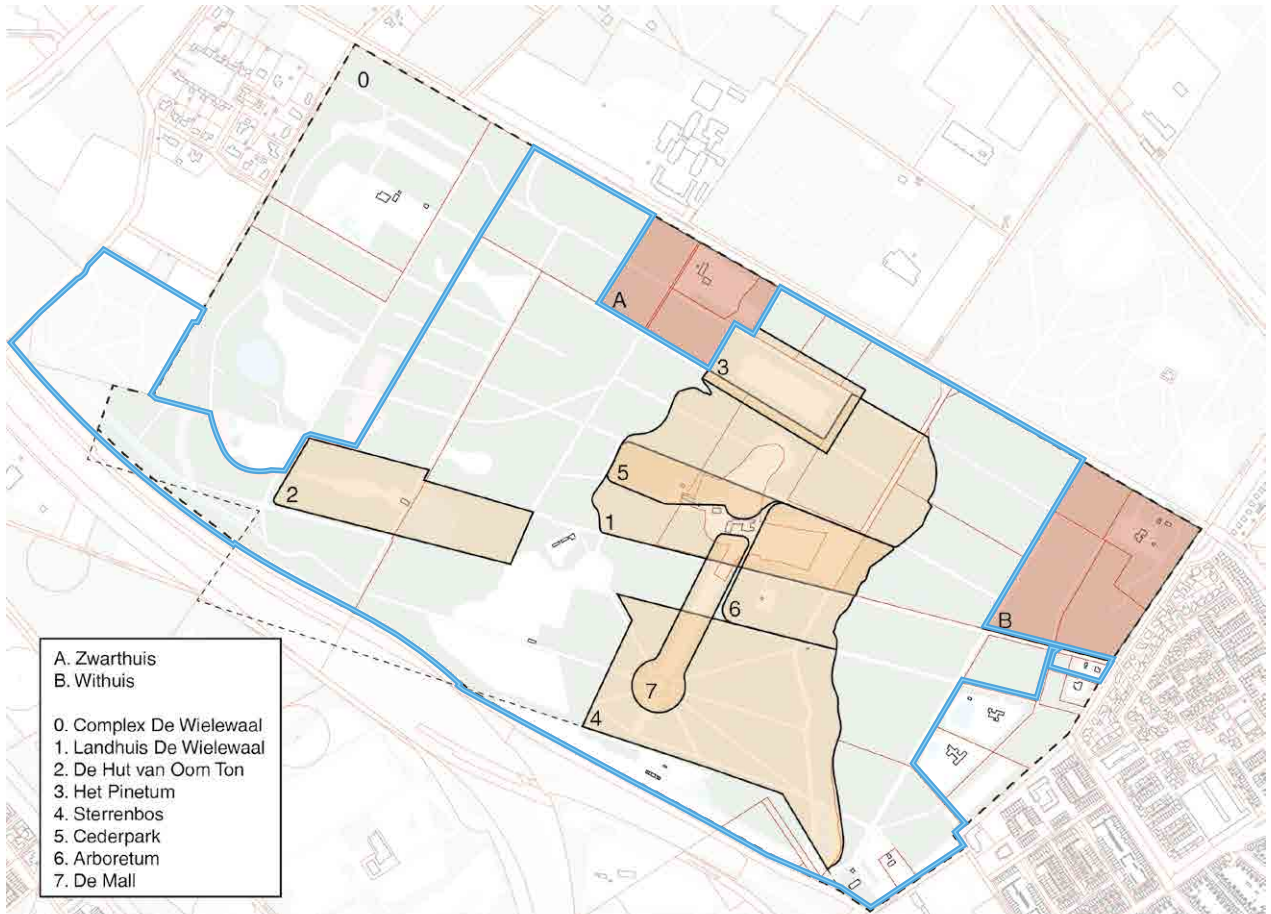 0
A
3
5
2
1
6
B
7
4
A. Zwarthuis
B. Withuis
0. Complex De Wielewaal
1. Landhuis De Wielewaal
2. De Hut van Oom Ton
3. Het Pinetum
4. Sterrenbos
5. Cederpark
6. Arboretum
7. De Mall